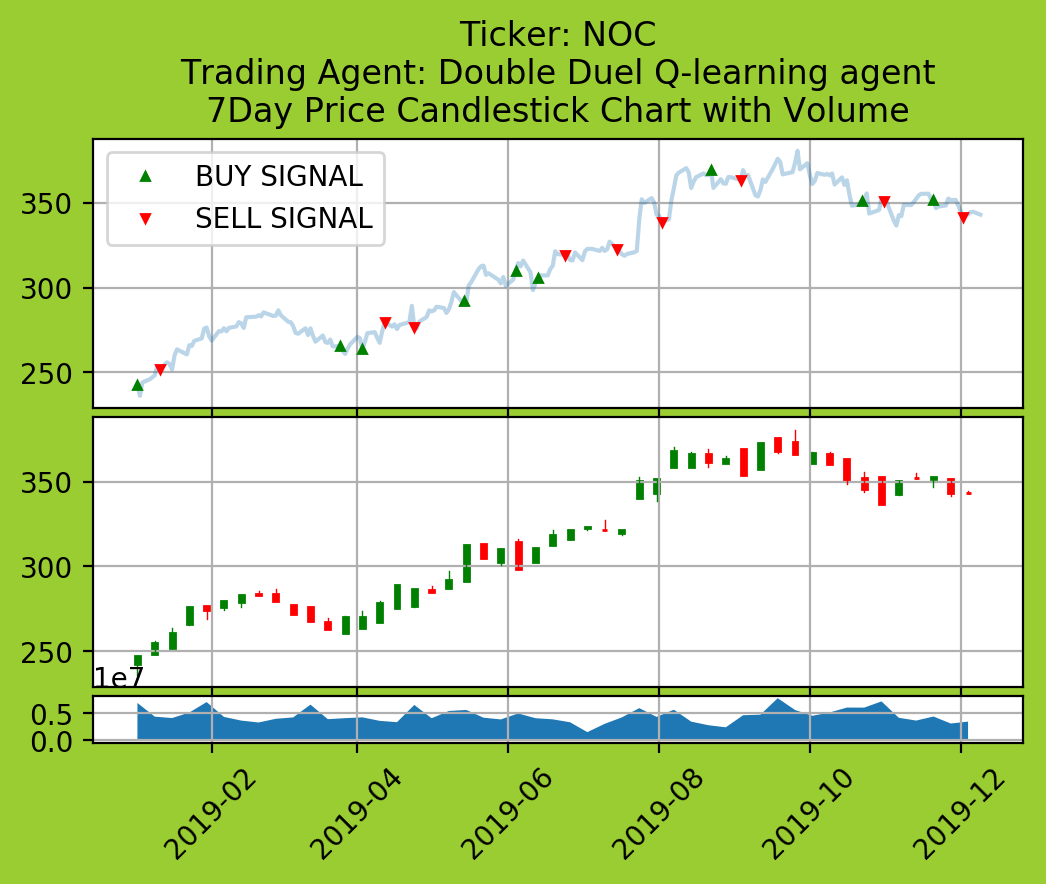 Ticker: NOC
Trading Agent: Double Duel Q-learning agent
7Day Price Candlestick Chart with Volume
BUY SIGNAL
SELL SIGNAL
350
300
250
350
300
250
1e7
0.5
0.0
2019-02
2019-04
2019-06
2019-08
2019-10
2019-12